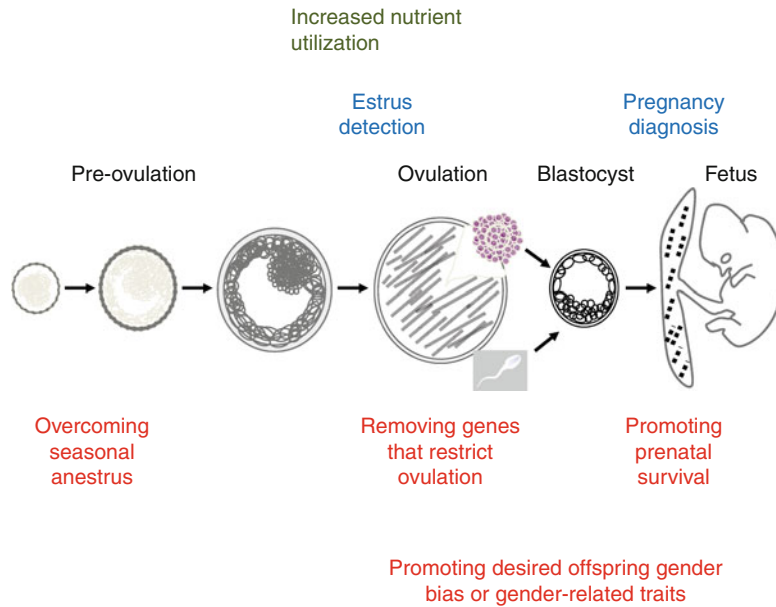 Increased nutrient
utilization
Estrus
detection
Pregnancy
diagnosis
Pre-ovulation
Ovulation
Blastocyst
Fetus
Overcoming
seasonal
anestrus
Removing genes
that restrict
ovulation
Promoting
prenatal
survival
Promoting desired offspring gender
bias or gender-related traits